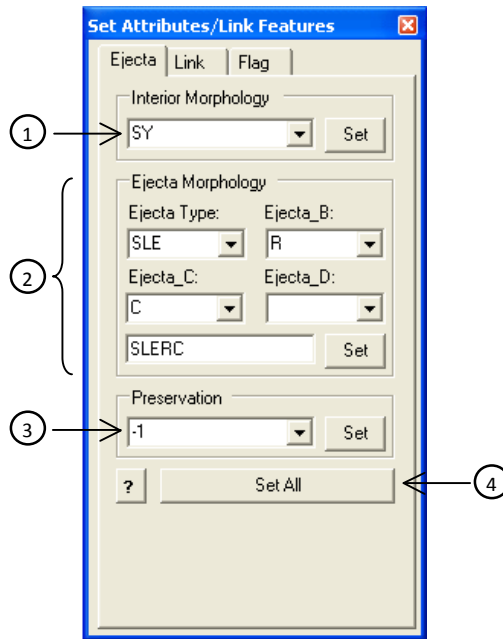 Set Attributes/Link Features
Ejecta Link Flag
Interior Morphology
1 SY Set
Ejecta Morphology
Ejecta Type: Ejecta_B:
SLE R
2
Ejecta_C: Ejecta_D:
C
SLERC Set
Preservation
3 -1 Set
? Set All 4